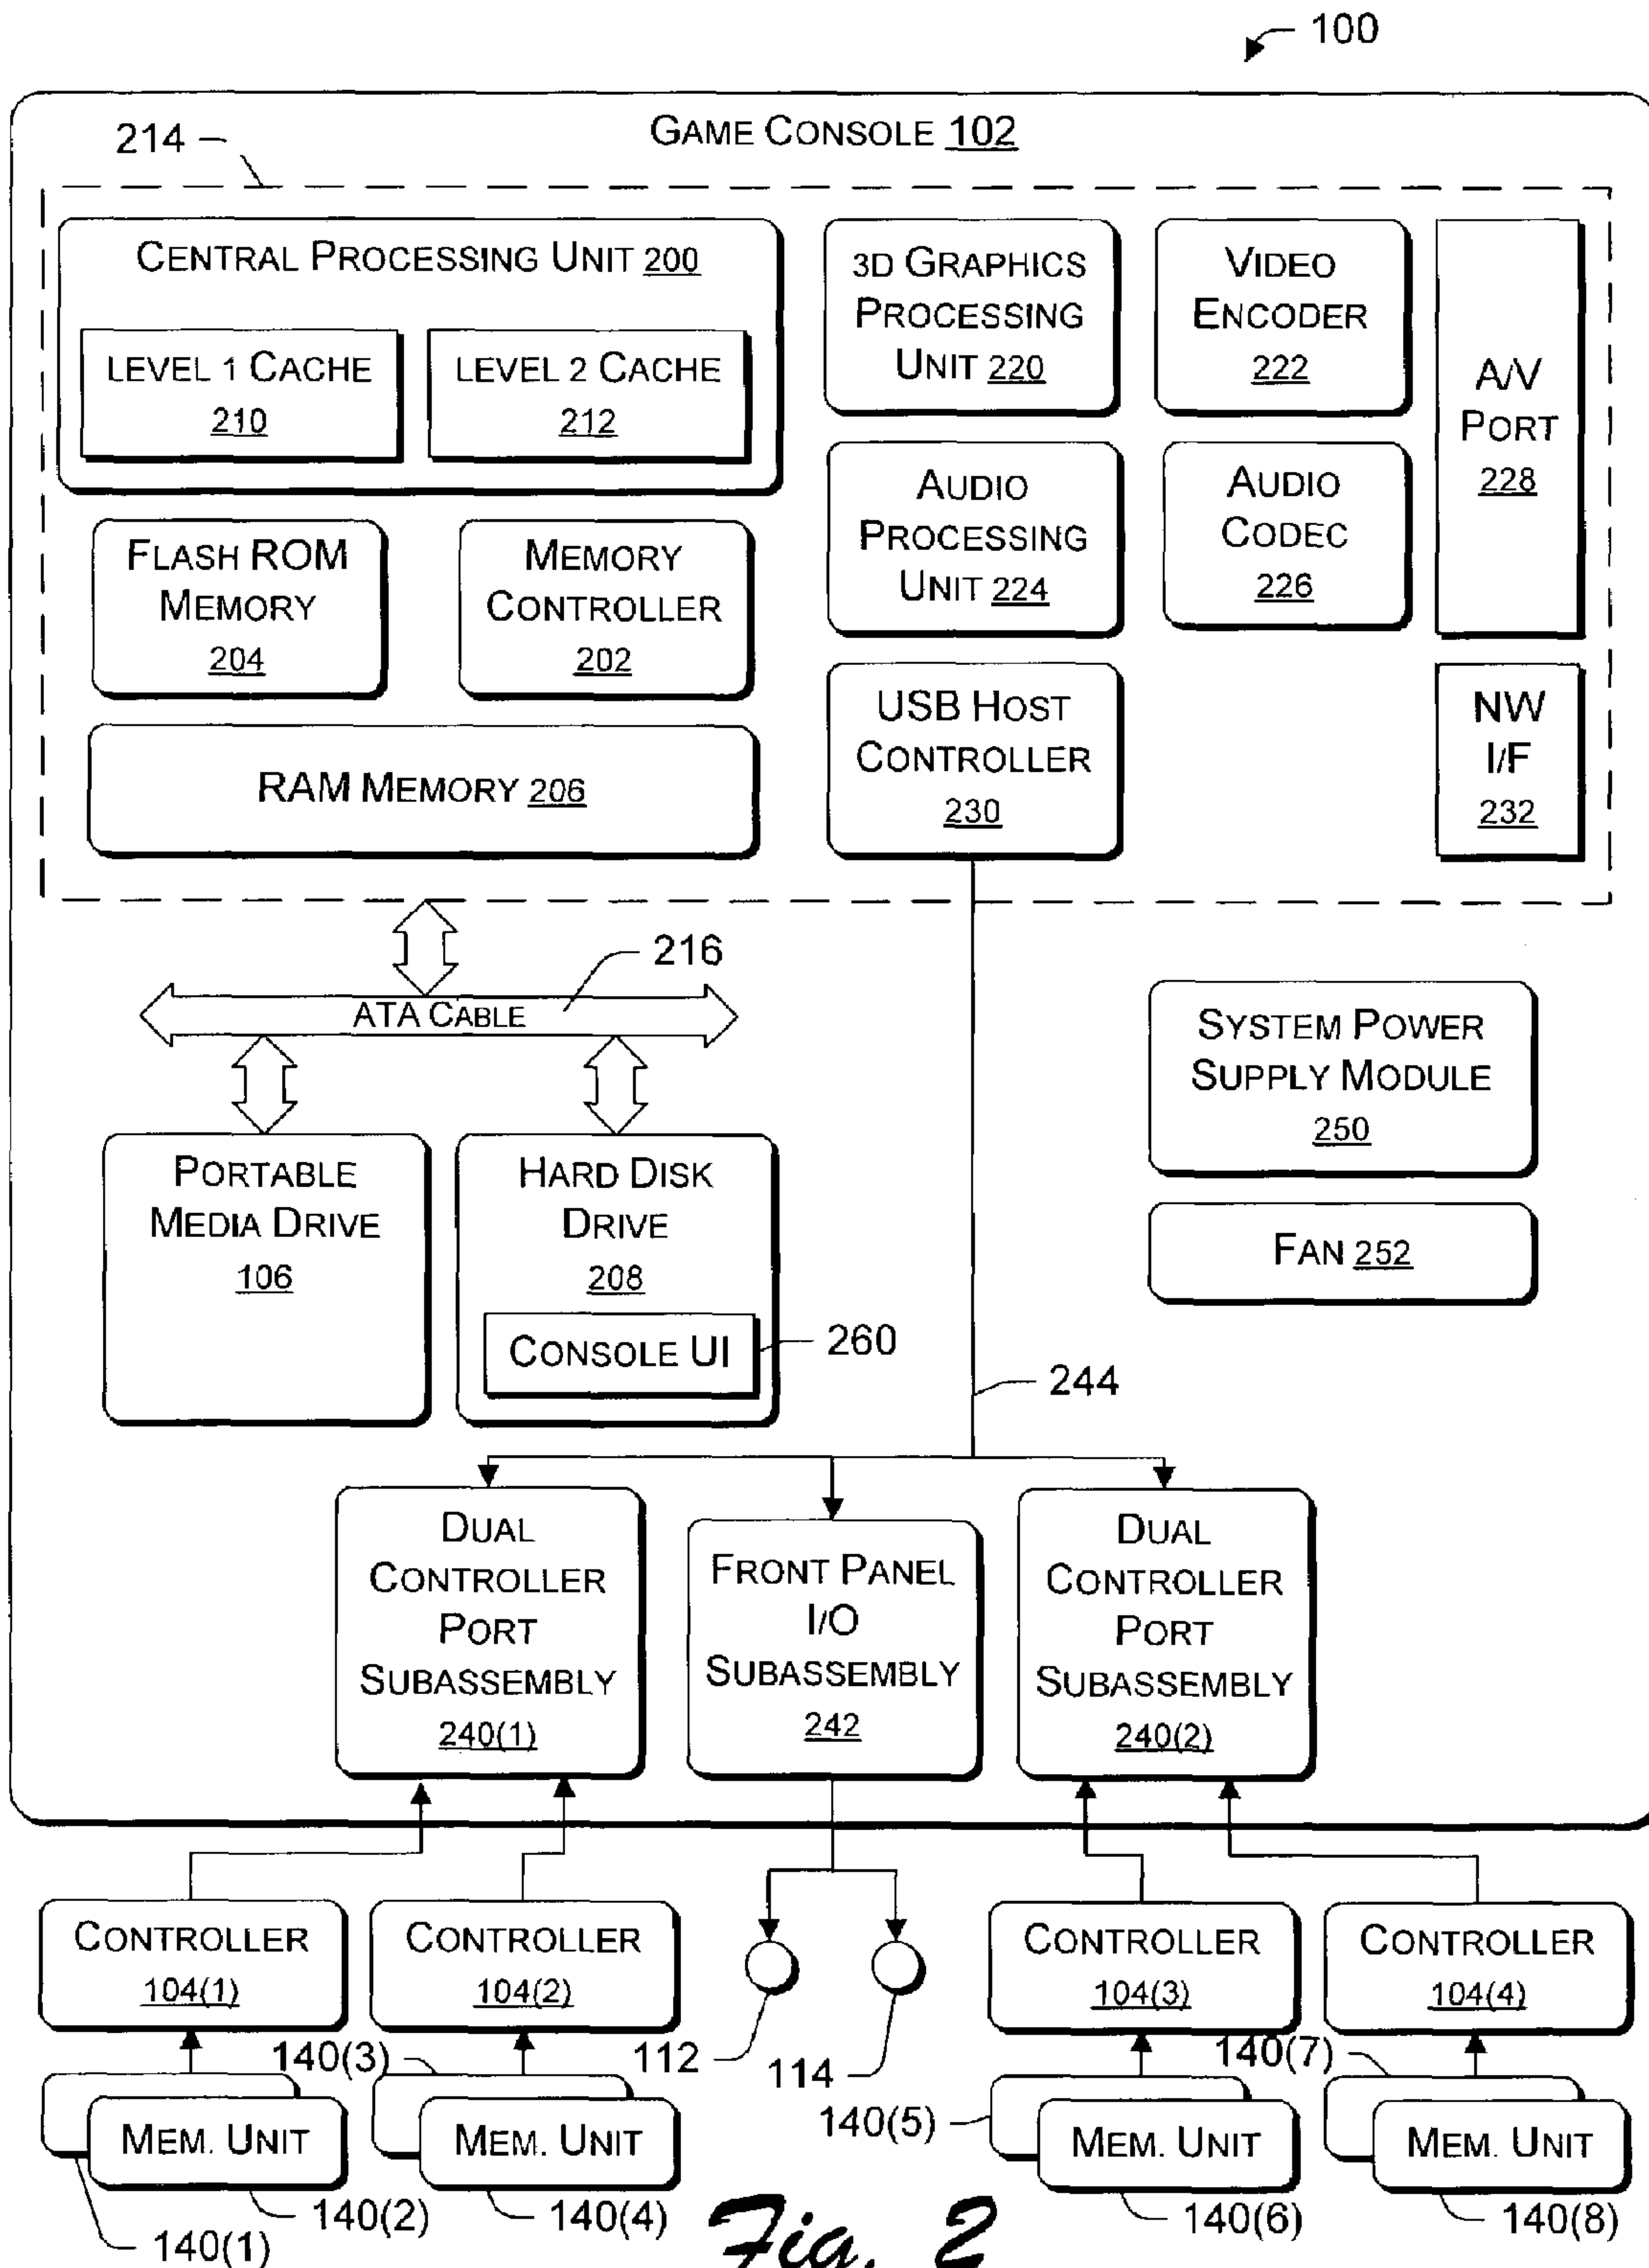 100
GAME CONSOLE 102
214
CENTRAL PROCESSING UNIT 200
LEVEL 1 CACHE
210
LEVEL 2 CACHE
212
3D GRAPHICS
PROCESSING
UNIT 220
VIDEO
ENCODER
222
A/V
PORT
228
FLASH ROM
MEMORY
204
MEMORY
CONTROLLER
202
AUDIO
PROCESSING
UNIT 224
AUDIO
CODEC
226
RAM MEMORY 206
USB HOST
CONTROLLER
230
NW
I/F
232
216
ATA CABLE
SYSTEM POWER
SUPPLY MODULE
250
PORTABLE
MEDIA DRIVE
106
HARD DISK
DRIVE
208
CONSOLE UI
260
FAN 252
244
DUAL
CONTROLLER
PORT
SUBASSEMBLY
240(1)
FRONT PANEL
I/O
SUBASSEMBLY
242
DUAL
CONTROLLER
PORT
SUBASSEMBLY
240(2)
CONTROLLER
104(1)
CONTROLLER
104(2)
CONTROLLER
104(3)
CONTROLLER
104(4)
140(3)
112
114
140(7)
140(5)
MEM. UNIT
MEM. UNIT
MEM. UNIT
MEM. UNIT
140(1)
140(2)
140(4)
140(6)
140(8)
Fig. 2